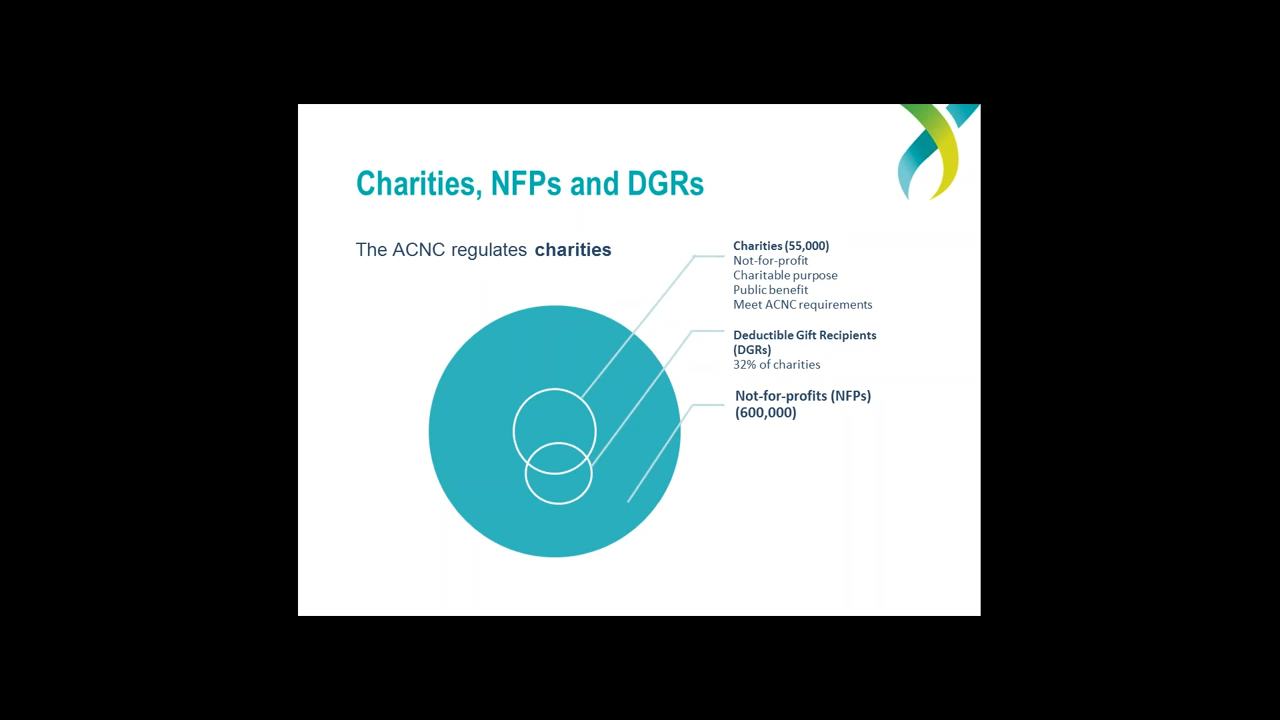 Charities, NFPs and DGRs
The ACNC regulates charities
Charities (55,000)
Not-for-profit
Charitable purpose
Public benefit
Meet ACNC requirements
Deductible Gift Recipients
(DGRs)
32% of charities
Not-for-profits (NFPs)
(600,000)